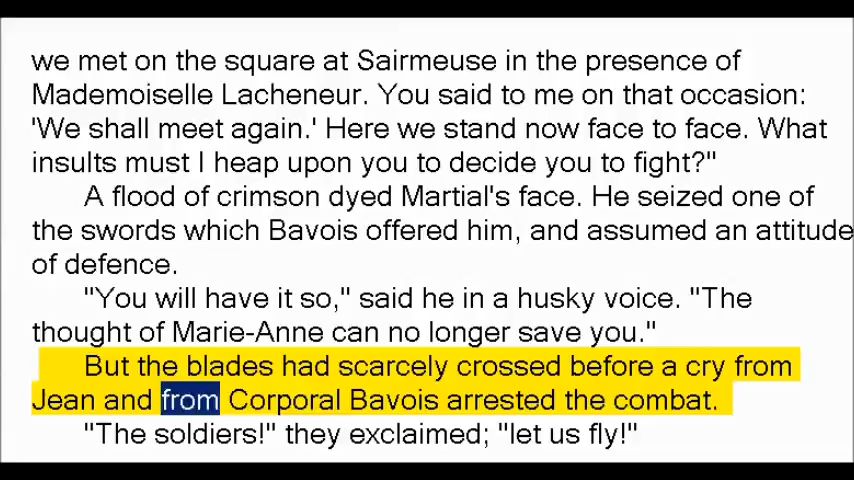 we met on the square at Sairmeuse in the presence of
Mademoiselle Lacheneur. You said to me on that occasion:
'We shall meet again.' Here we stand now face to face. What
insults must I heap upon you to decide you to fight?"
A flood of crimson dyed Martial's face. He seized one of
the swords which Bavois offered him, and assumed an attitude
of defence.
"You will have it so," said he in a husky voice. "The
thought of Marie-Anne can no longer save you."
But the blades had scarcely crossed before a cry from
Jean and from Corporal Bavois arrested the combat.
"The soldiers!" they exclaimed; "let us fly!"